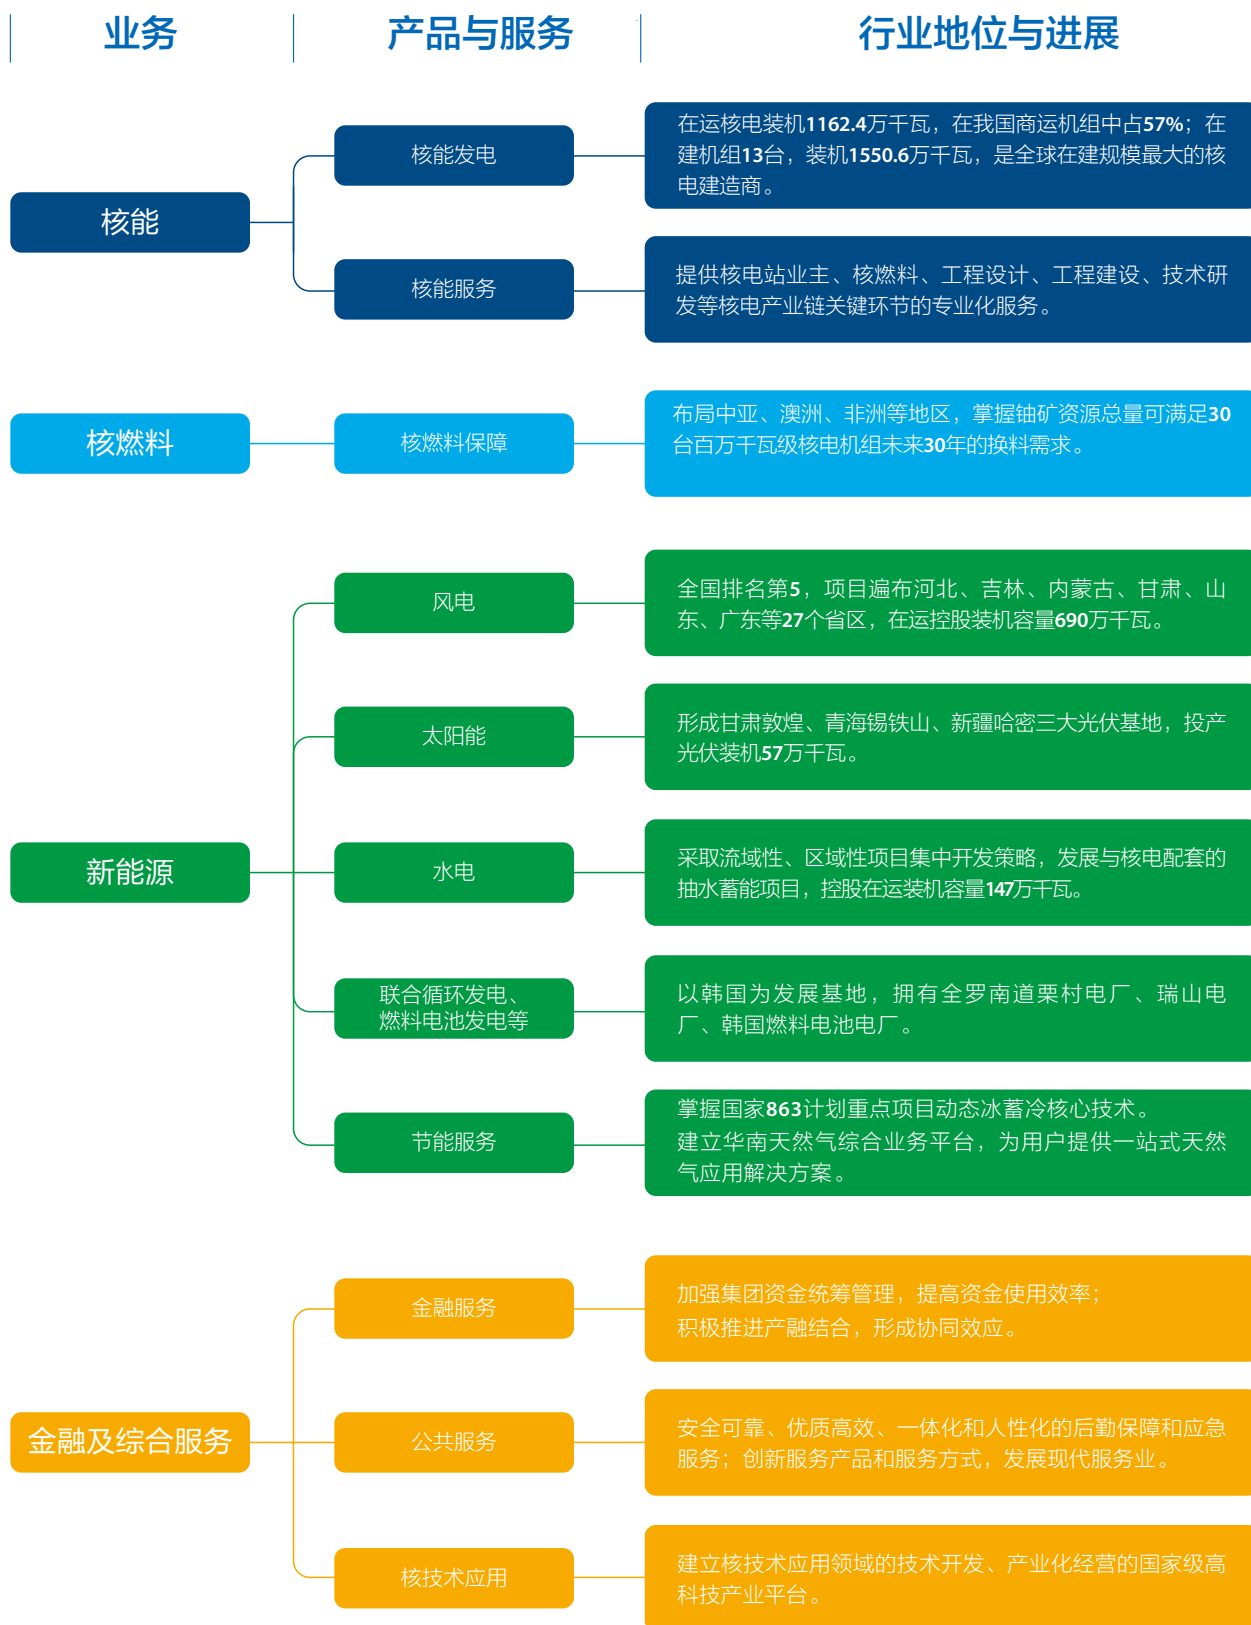 业务
产品与服务
行业地位与进展
核能
核能发电
在运核电装机1162.4万千瓦，在我国商运机组中占57%；在
建机组13台，装机1550.6万千瓦，是全球在建规模最大的核
电建造商。
核能服务
提供核电站业主、核燃料、工程设计、工程建设、技术研
发等核电产业链关键环节的专业化服务。
核燃料
核燃料保障
布局中亚、澳洲、非洲等地区，掌握铀矿资源总量可满足30
台百万千瓦级核电机组未来30年的换料需求。
新能源
风电
全国排名第5，项目遍布河北、吉林、内蒙古、甘肃、山
东、广东等27个省区，在运控股装机容量690万千瓦。
太阳能
形成甘肃敦煌、青海锡铁山、新疆哈密三大光伏基地，投产
光伏装机57万千瓦。
水电
采取流域性、区域性项目集中开发策略，发展与核电配套的
抽水蓄能项目，控股在运装机容量147万千瓦。
联合循环发电、
燃料电池发电等
以韩国为发展基地，拥有全罗南道栗村电厂、瑞山电
厂、韩国燃料电池电厂。
节能服务
掌握国家863计划重点项目动态冰蓄冷核心技术。
建立华南天然气综合业务平台，为用户提供一站式天然
气应用解决方案。
金融及综合服务
金融服务
加强集团资金统筹管理，提高资金使用效率；
积极推进产融结合，形成协同效应。
公共服务
安全可靠、优质高效、一体化和人性化的后勤保障和应急
服务；创新服务产品和服务方式，发展现代服务业。
核技术应用
建立核技术应用领域的技术开发、产业化经营的国家级高
科技产业平台。